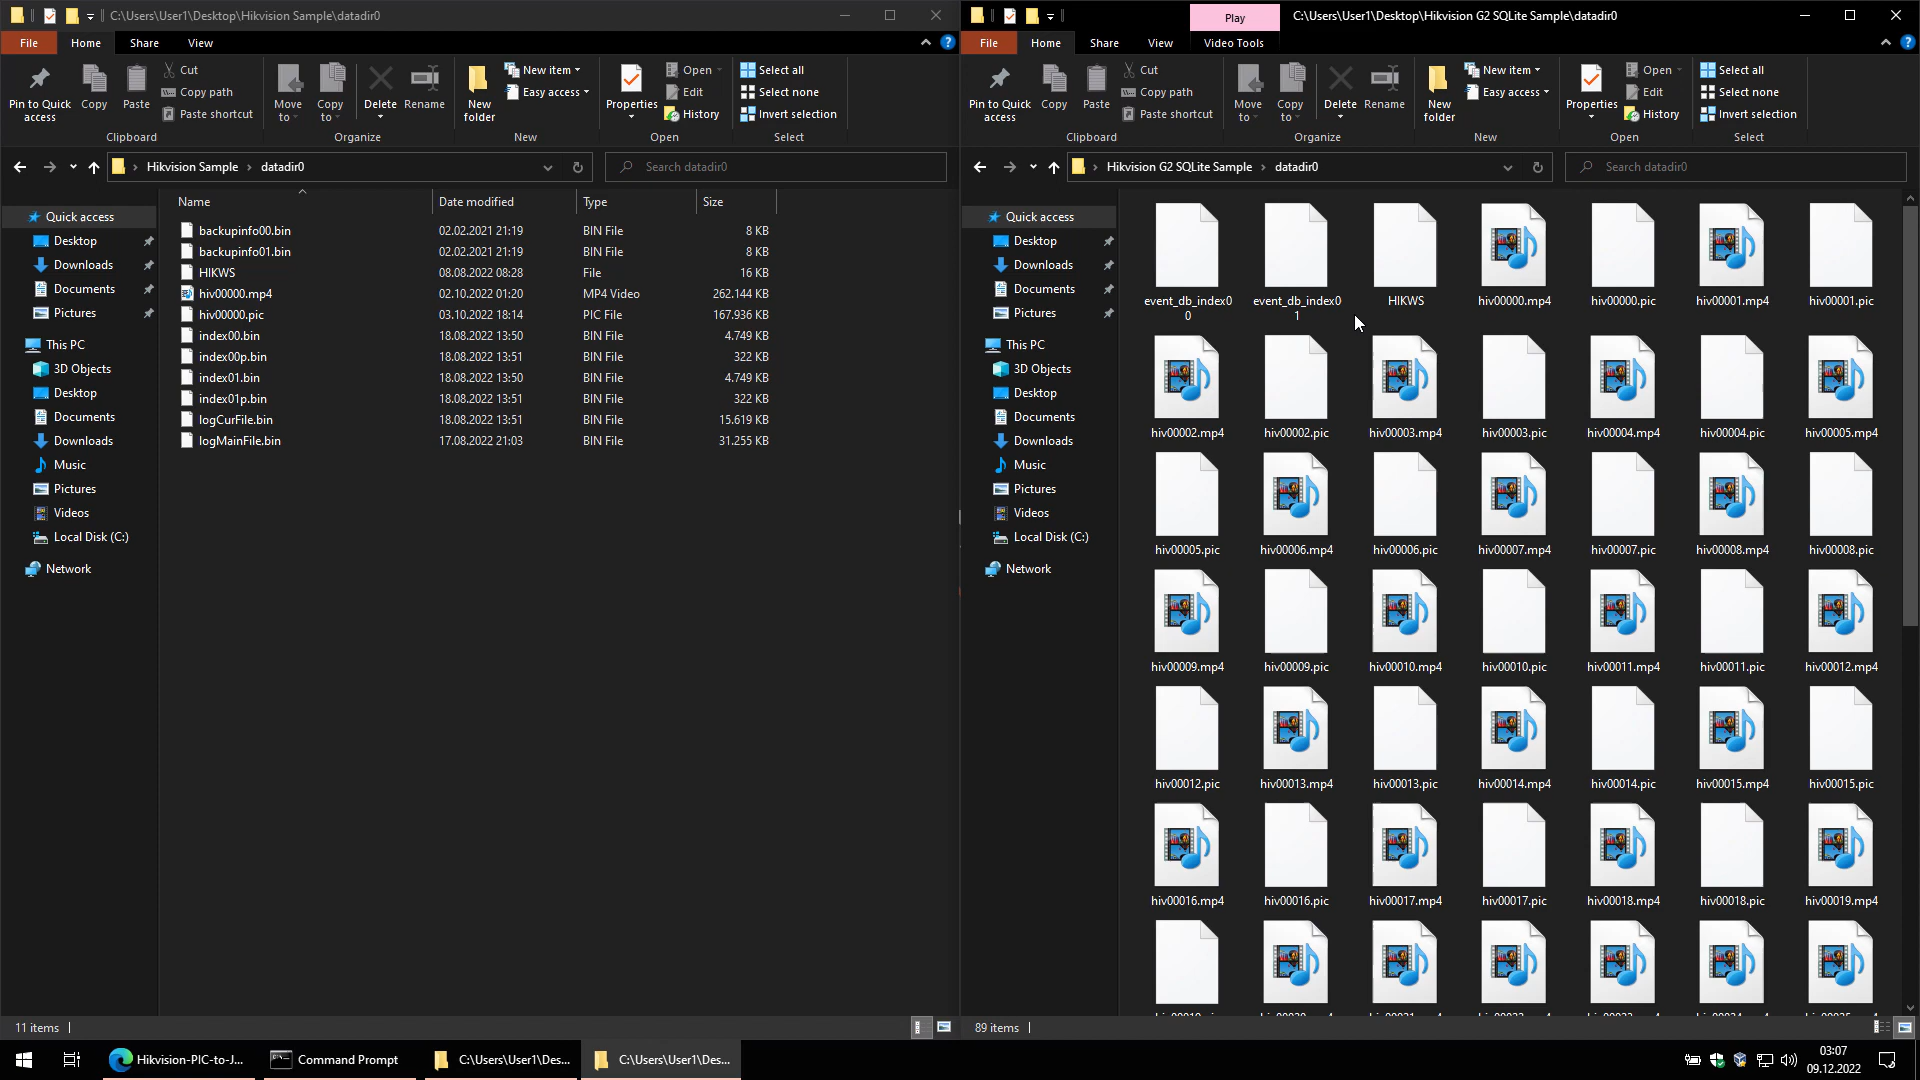 C:\Users\User1\Desktop\Hikvision Sample\datadir0
File
Home
Share
View
Pin to Quick access
Copy
Paste
Cut
Copy path
Paste shortcut
Clipboard
Move to
Copy to
Delete
Rename
Organize
New folder
New item
Easy access
New
Properties
Open
Edit
History
Open
Select all
Select none
Invert selection
Select
Hikvision Sample
datadir0
Search datadir0
Quick access
Desktop
Downloads
Documents
Pictures
This PC
3D Objects
Desktop
Documents
Downloads
Music
Pictures
Videos
Local Disk (C:)
Network
Name Date modified Type Size
backupinfo00.bin 02.02.2021 21:19 BIN File 8 KB
backupinfo01.bin 02.02.2021 21:19 BIN File 8 KB
HIKWS 08.08.2022 08:28 File 16 KB
hiv00000.mp4 02.10.2022 01:20 MP4 Video 262.144 KB
hiv00000.pic 03.10.2022 18:14 PIC File 167.936 KB
index00.bin 18.08.2022 13:50 BIN File 4.749 KB
index00p.bin 18.08.2022 13:51 BIN File 322 KB
index01.bin 18.08.2022 13:50 BIN File 4.749 KB
index01p.bin 18.08.2022 13:51 BIN File 322 KB
logCurFile.bin 18.08.2022 13:51 BIN File 15.619 KB
logMainFile.bin 17.08.2022 21:03 BIN File 31.255 KB
11 items
Play
C:\Users\User1\Desktop\Hikvision G2 SQLite Sample\datadir0
File
Home
Share
View
Video Tools
Pin to Quick access
Copy
Paste
Cut
Copy path
Paste shortcut
Clipboard
Move to
Copy to
Delete
Rename
Organize
New folder
New item
Easy access
New
Properties
Open
Edit
History
Open
Select all
Select none
Invert selection
Select
Hikvision G2 SQLite Sample
datadir0
Search datadir0
Quick access
Desktop
Downloads
Documents
Pictures
This PC
3D Objects
Desktop
Documents
Downloads
Music
Pictures
Videos
Local Disk (C:)
Network
event_db_index00
event_db_index01
HIKWS
hiv00000.mp4
hiv00000.pic
hiv00001.mp4
hiv00001.pic
hiv00002.mp4
hiv00002.pic
hiv00003.mp4
hiv00003.pic
hiv00004.mp4
hiv00004.pic
hiv00005.mp4
hiv00005.pic
hiv00006.mp4
hiv00006.pic
hiv00007.mp4
hiv00007.pic
hiv00008.mp4
hiv00008.pic
hiv00009.mp4
hiv00009.pic
hiv00010.mp4
hiv00010.pic
hiv00011.mp4
hiv00011.pic
hiv00012.mp4
hiv00012.pic
hiv00013.mp4
hiv00013.pic
hiv00014.mp4
hiv00014.pic
hiv00015.mp4
hiv00015.pic
hiv00016.mp4
hiv00016.pic
hiv00017.mp4
hiv00017.pic
hiv00018.mp4
hiv00018.pic
hiv00019.mp4
89 items
Hikvision-PIC-to-J...
Command Prompt
C:\Users\User1\Des...
C:\Users\User1\Des...
03:07
09.12.2022